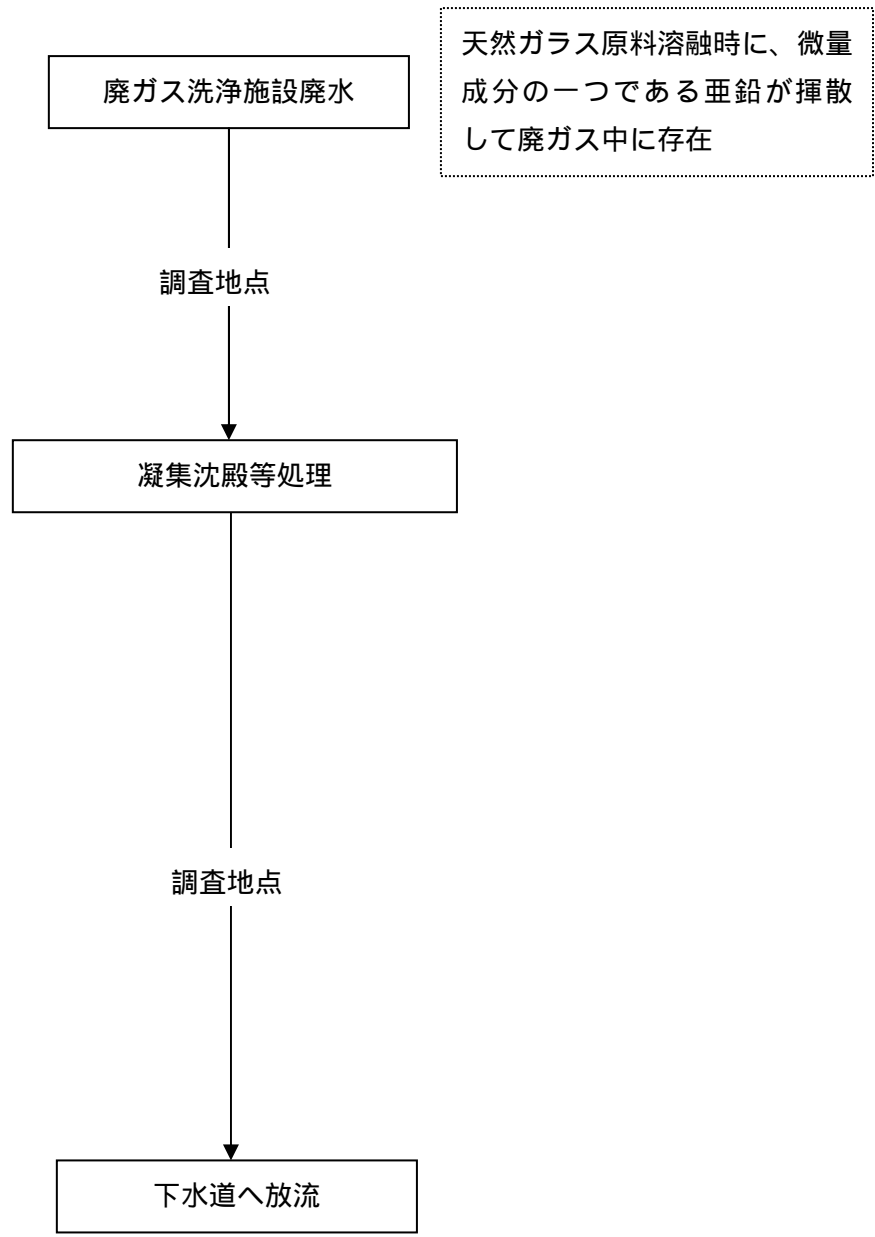 廃ガス洗浄施設廃水
天然ガラス原料溶融時に、微量
成分の一つである亜鉛が揮散
して廃ガス中に存在
調査地点
凝集沈殿等処理
調査地点
下水道へ放流